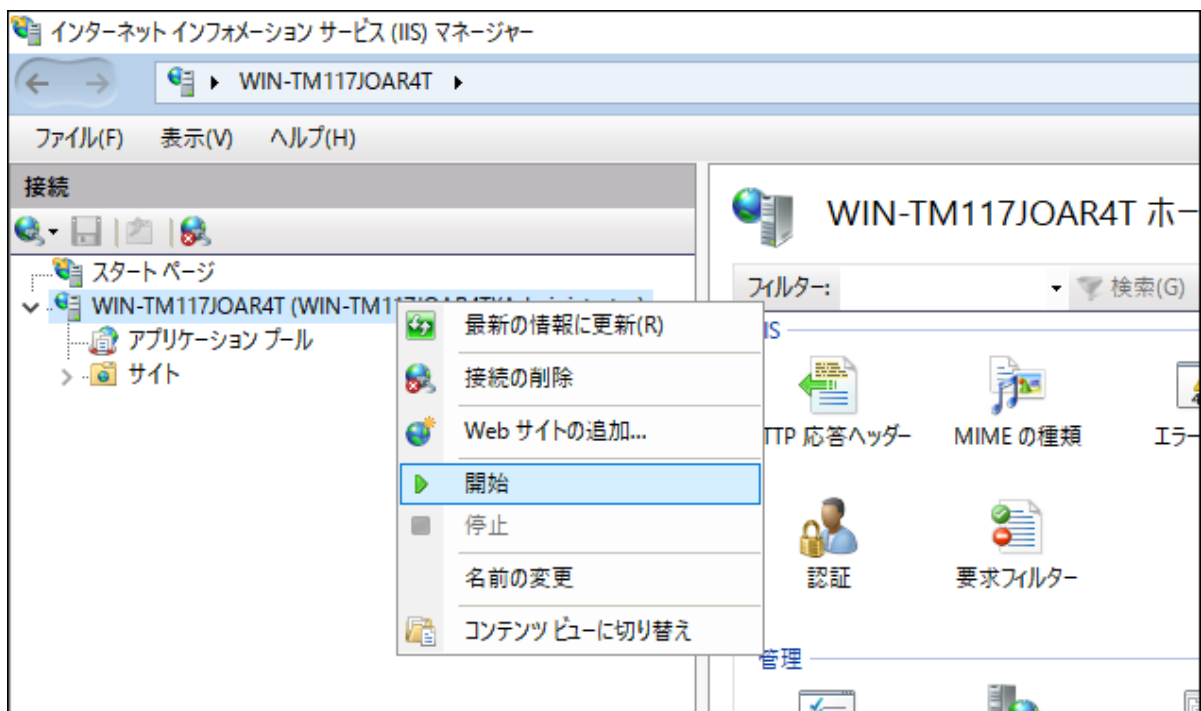 インターネット インフォメーション サービス (IIS) マネージャー
WIN-TM117JOAR4T
ファイル(F) 表示(V) ヘルプ(H)
接続
スタート ページ
WIN-TM117JOAR4T (WIN-TM1
アプリケーション プール
サイト
最新の情報に更新(R)
接続の削除
Web サイトの追加...
開始
停止
名前の変更
コンテンツ ビューに切り替え
WIN-TM117JOAR4T ホー
フィルター: 検索(G)
IS
TTP 応答ヘッダー MIME の種類 エラー
認証 要求フィルター
管理